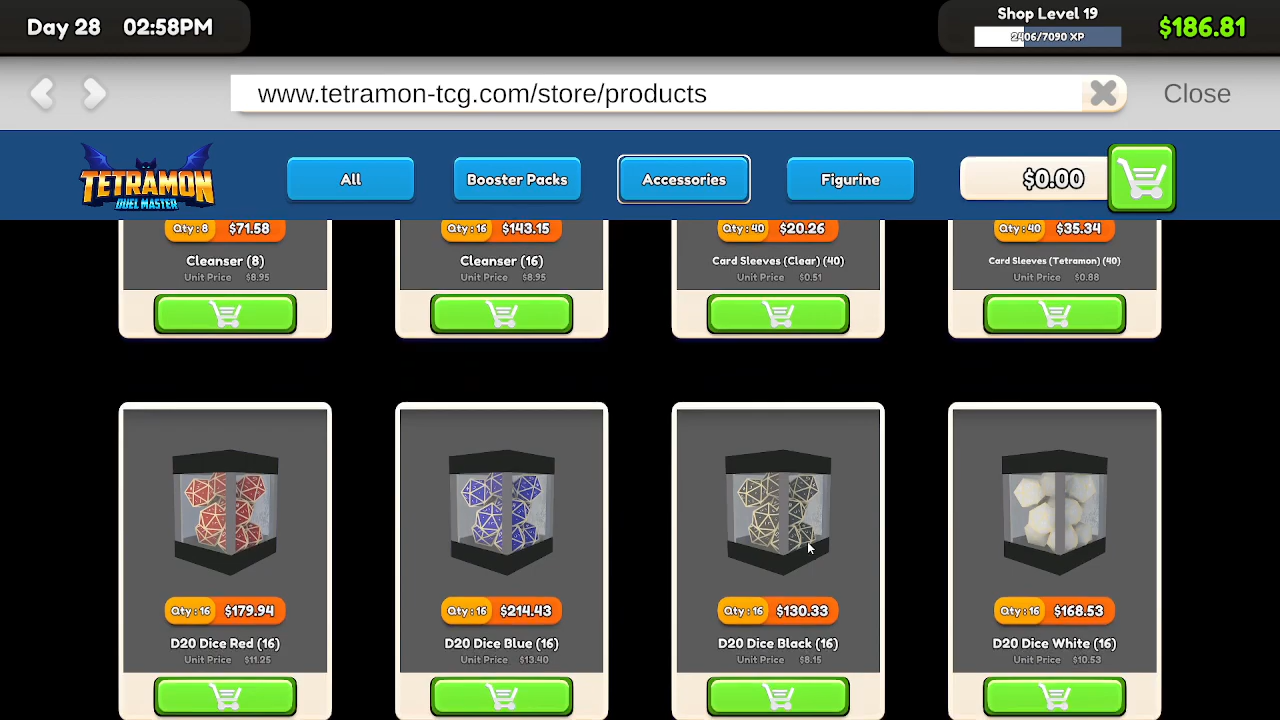 Day 28 02:58PM
Shop Level 19
2406/7090 XP
$186.81
www.tetramon-tcg.com/store/products
Close
TETRAMON
DUEL MASTER
All
Booster Packs
Accessories
Figurine
$0.00
Qty : 8 $71.58
Cleanser (8)
Unit Price $8.95
Qty : 16 $143.15
Cleanser (16)
Unit Price $8.95
Qty : 40 $20.26
Card Sleeves (Clear) (40)
Unit Price $0.51
Qty : 40 $35.34
Card Sleeves (Tetramon) (40)
Unit Price $0.88
Qty : 16 $179.94
D20 Dice Red (16)
Unit Price $11.25
Qty : 16 $214.43
D20 Dice Blue (16)
Unit Price $13.40
Qty : 16 $130.33
D20 Dice Black (16)
Unit Price $8.15
Qty : 16 $168.53
D20 Dice White (16)
Unit Price $10.53